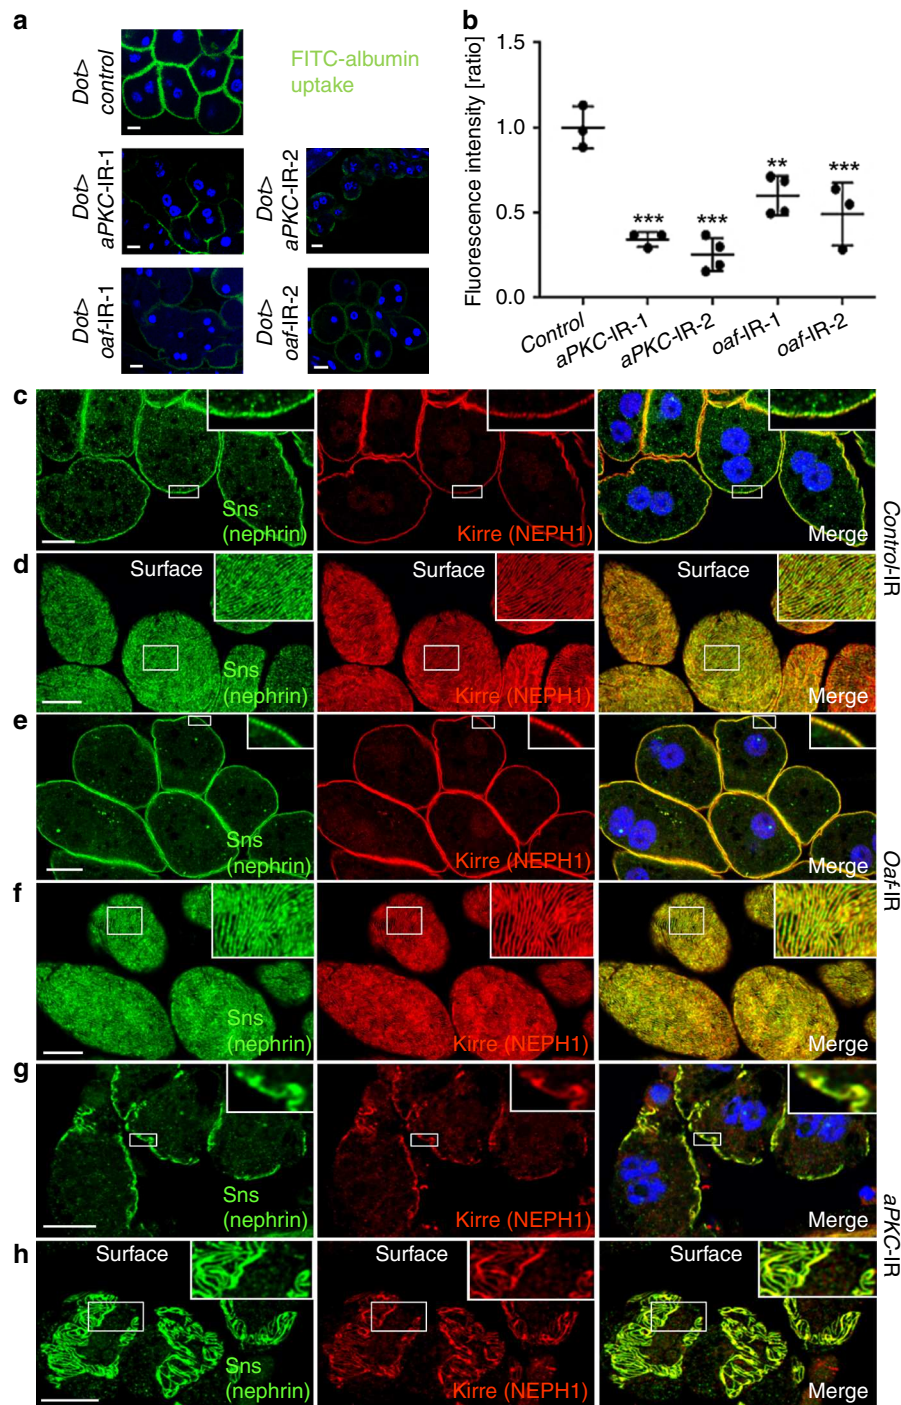 a
Dot>
control
FITC-albumin
uptake
Dot>
aPKC-IR-1
Dot>
aPKC-IR-2
Dot>
oaf-IR-1
Dot>
oaf-IR-2
b
Fluorescence intensity [ratio]
1.5
1.0
0.5
0.0
***
***
**
***
Control
aPKC-IR-1
aPKC-IR-2
oaf-IR-1
oaf-IR-2
c
Sns
(nephrin)
Kirre (NEPH1)
Merge
Control-IR
d
Surface
Sns
(nephrin)
Surface
Kirre (NEPH1)
Surface
Merge
e
Sns
(nephrin)
Kirre (NEPH1)
Merge
Oaf-IR
f
Sns
(nephrin)
Kirre (NEPH1)
Merge
g
Sns
(nephrin)
Kirre (NEPH1)
Merge
aPKC-IR
h
Surface
Sns
(nephrin)
Surface
Kirre (NEPH1)
Surface
Merge